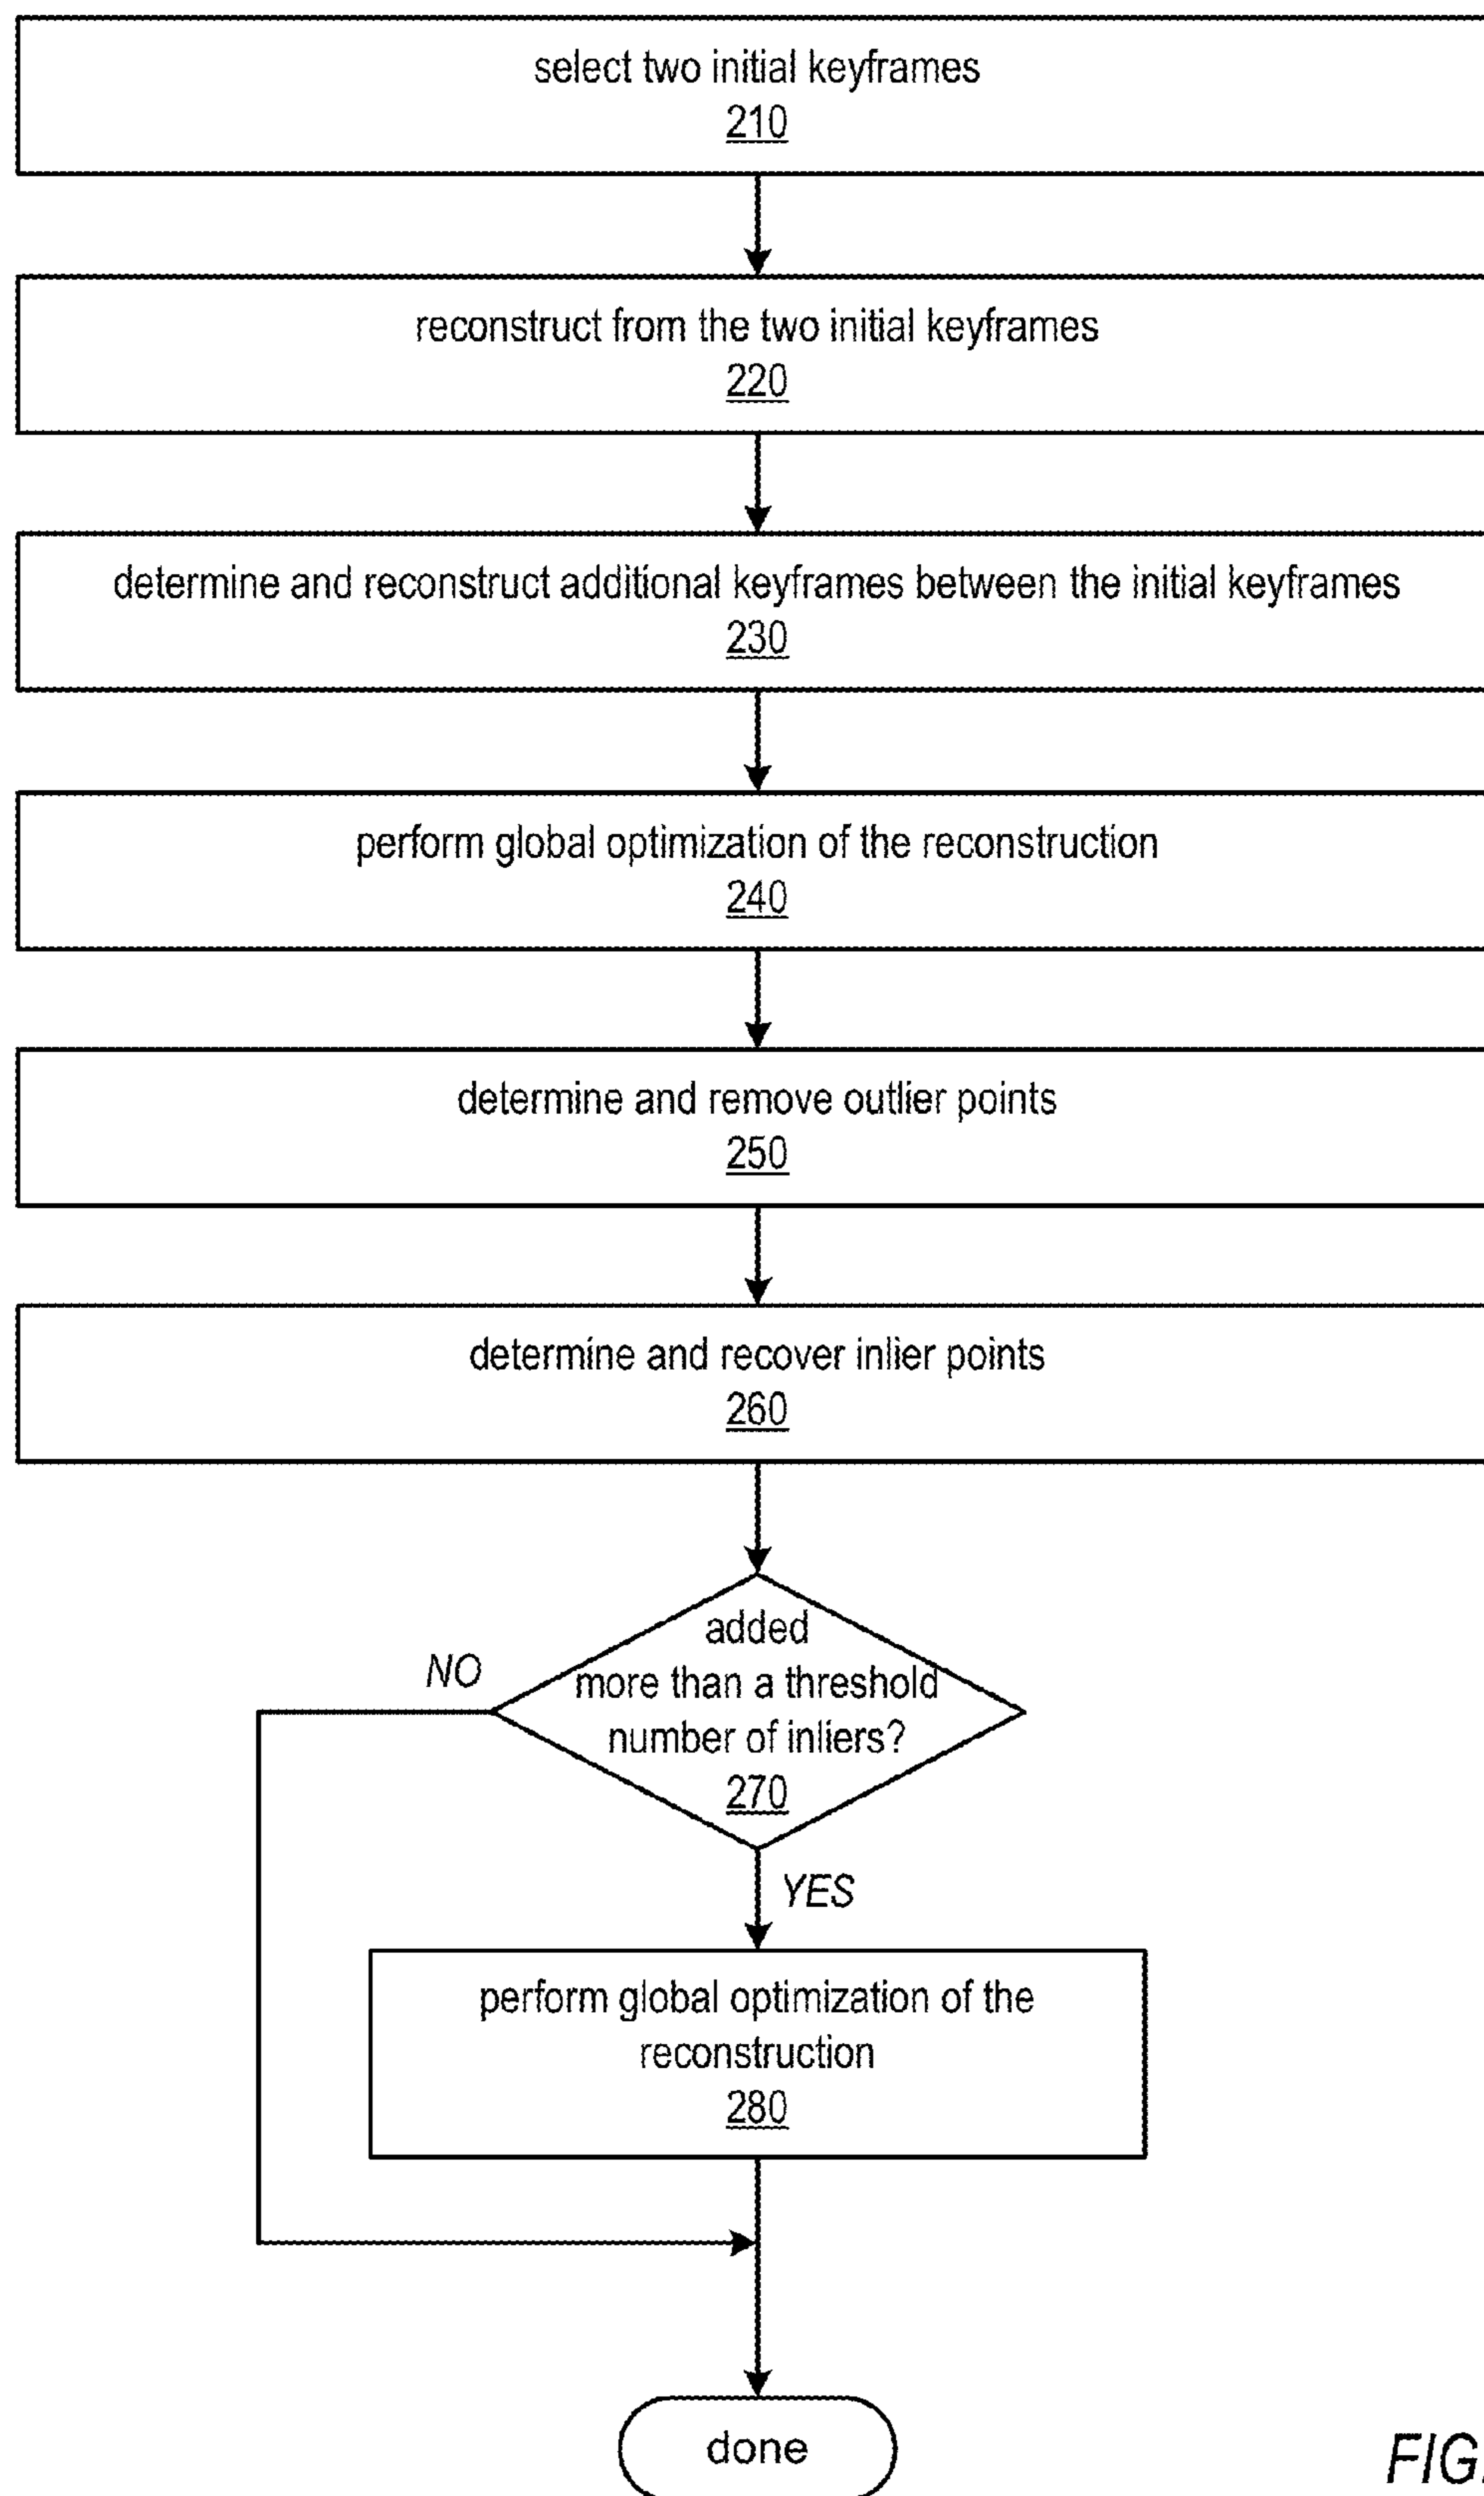 select two initial keyframes
210
reconstruct from the two initial keyframes
220
determine and reconstruct additional keyframes between the initial keyframes
230
perform global optimization of the reconstruction
240
determine and remove outlier points
250
determine and recover inlier points
260
added
more than a threshold
number of inliers?
270
NO
YES
perform global optimization of the
reconstruction
280
done
FIG.